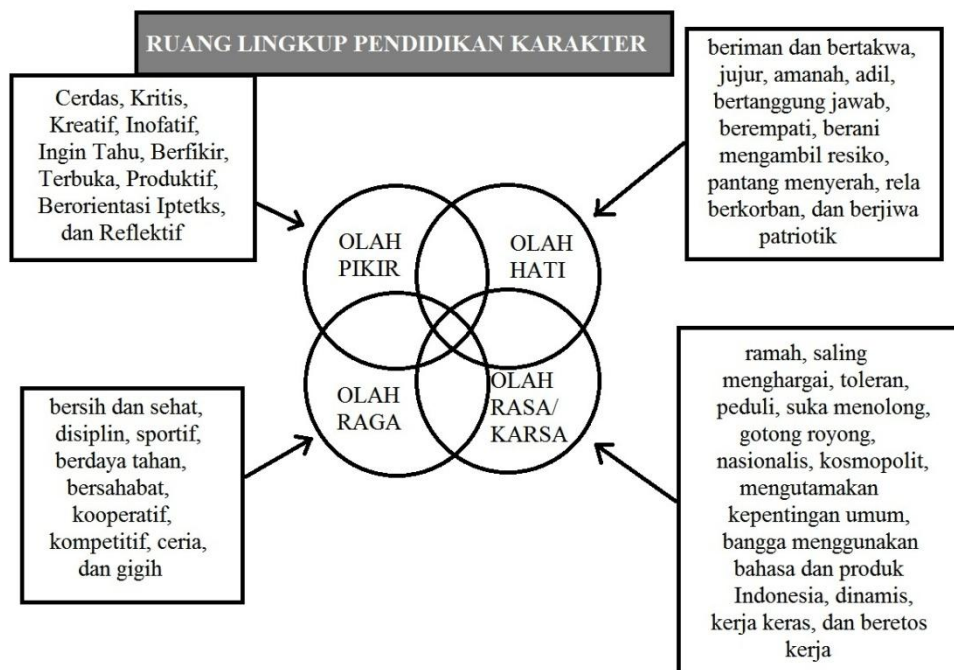 RUANG LINGKUP PENDIDIKAN KARAKTER
Cerdas, Kritis,
Kreatif, Inofatif,
Ingin Tahu, Berfikir,
Terbuka, Produktif,
Berorientasi Iptetks,
dan Reflektif
beriman dan bertakwa,
jujur, amanah, adil,
bertanggung jawab,
berempati, berani
mengambil resiko,
pantang menyerah, rela
berkorban, dan berjiwa
patriotik
OLAH
PIKIR
OLAH
HATI
OLAH
RAGA
OLAH
RASA/
KARSA
bersih dan sehat,
disiplin, sportif,
berdaya tahan,
bersahabat,
kooperatif,
kompetitif, ceria,
dan gigih
ramah, saling
menghargai, toleran,
peduli, suka menolong,
gotong royong,
nasionalis, kosmopolit,
mengutamakan
kepentingan umum,
bangga menggunakan
bahasa dan produk
Indonesia, dinamis,
kerja keras, dan beretos
kerja